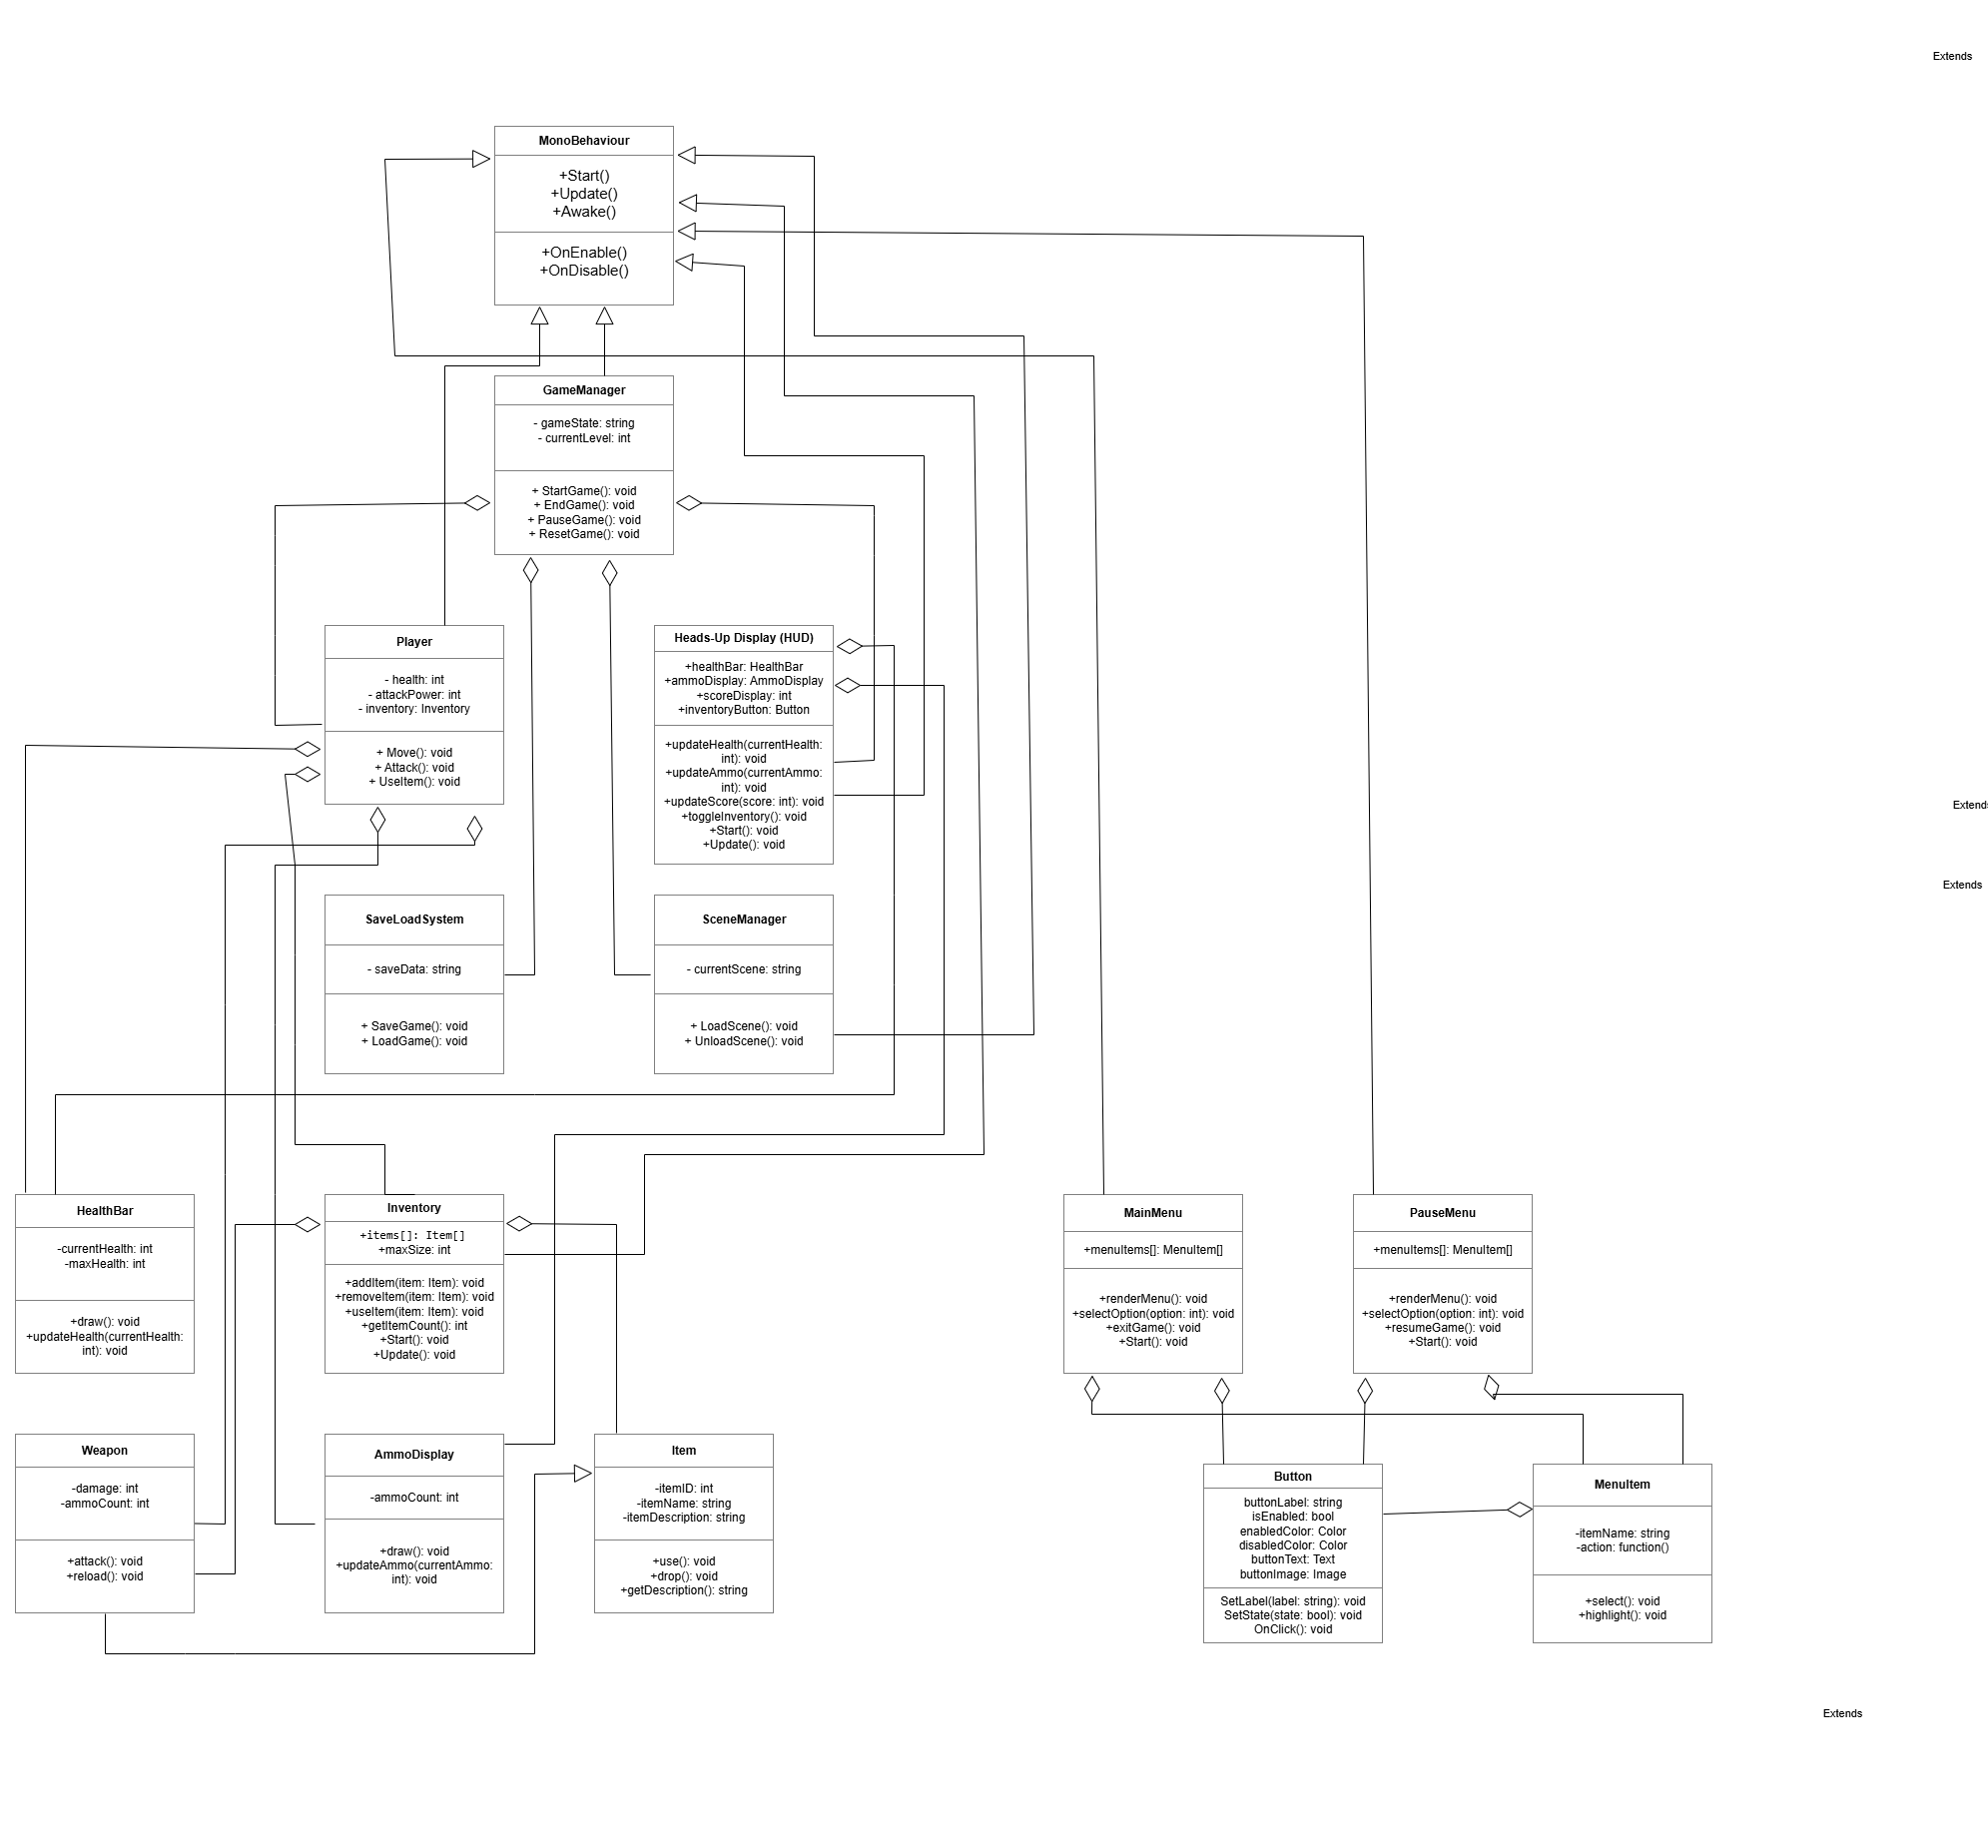 Extends
MonoBehaviour
+Start()
+Update()
+Awake()
+OnEnable()
+OnDisable()
GameManager
- gameState: string
- currentLevel: int
+ StartGame(): void
+ EndGame(): void
+ PauseGame(): void
+ ResetGame(): void
Player
- health: int
- attackPower: int
- inventory: Inventory
+ Move(): void
+ Attack(): void
+ UseItem(): void
Heads-Up Display (HUD)
+healthBar: HealthBar
+ammoDisplay: AmmoDisplay
+scoreDisplay: int
+inventoryButton: Button
+updateHealth(currentHealth:
int): void
+updateAmmo(currentAmmo:
int): void
+updateScore(score: int): void
+toggleInventory(): void
+Start(): void
+Update(): void
Extends
Extends
SaveLoadSystem
- saveData: string
+ SaveGame(): void
+ LoadGame(): void
SceneManager
- currentScene: string
+ LoadScene(): void
+ UnloadScene(): void
HealthBar
-currentHealth: int
-maxHealth: int
+draw(): void
+updateHealth(currentHealth:
int): void
Inventory
+items[]: Item[]
+maxSize: int
+addItem(item: Item): void
+removeItem(item: Item): void
+useItem(item: Item): void
+getItemCount(): int
+Start(): void
+Update(): void
MainMenu
+menuItems[]: MenuItem[]
+renderMenu(): void
+selectOption(option: int): void
+exitGame(): void
+Start(): void
PauseMenu
+menuItems[]: MenuItem[]
+renderMenu(): void
+selectOption(option: int): void
+resumeGame(): void
+Start(): void
Weapon
-damage: int
-ammoCount: int
+attack(): void
+reload(): void
AmmoDisplay
-ammoCount: int
+draw(): void
+updateAmmo(currentAmmo:
int): void
Item
-itemID: int
-itemName: string
-itemDescription: string
+use(): void
+drop(): void
+getDescription(): string
Button
buttonLabel: string
isEnabled: bool
enabledColor: Color
disabledColor: Color
buttonText: Text
buttonImage: Image
SetLabel(label: string): void
SetState(state: bool): void
OnClick(): void
MenuItem
-itemName: string
-action: function()
+select(): void
+highlight(): void
Extends